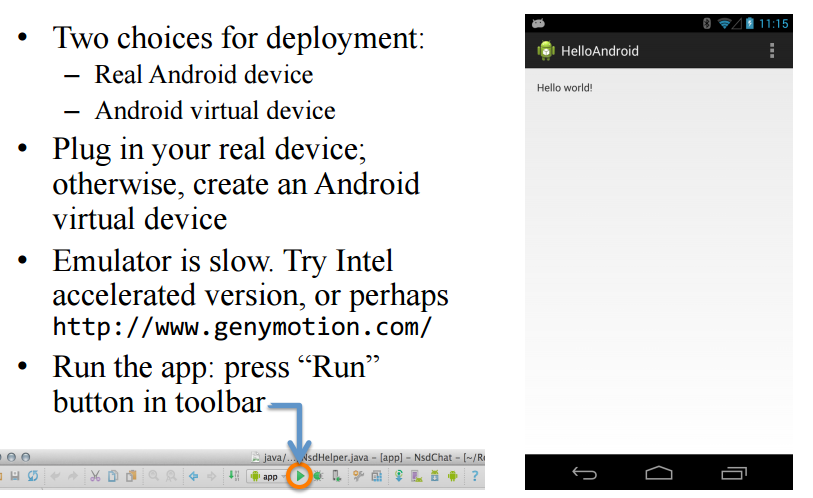 • Two choices for deployment:
– Real Android device
– Android virtual device
• Plug in your real device;
otherwise, create an Android
virtual device
• Emulator is slow. Try Intel
accelerated version, or perhaps
http://www.genymotion.com/
• Run the app: press “Run”
button in toolbar
java/...NsdHelper.java – [app] – NsdChat – [~/Re
app
11:15
HelloAndroid
Hello world!